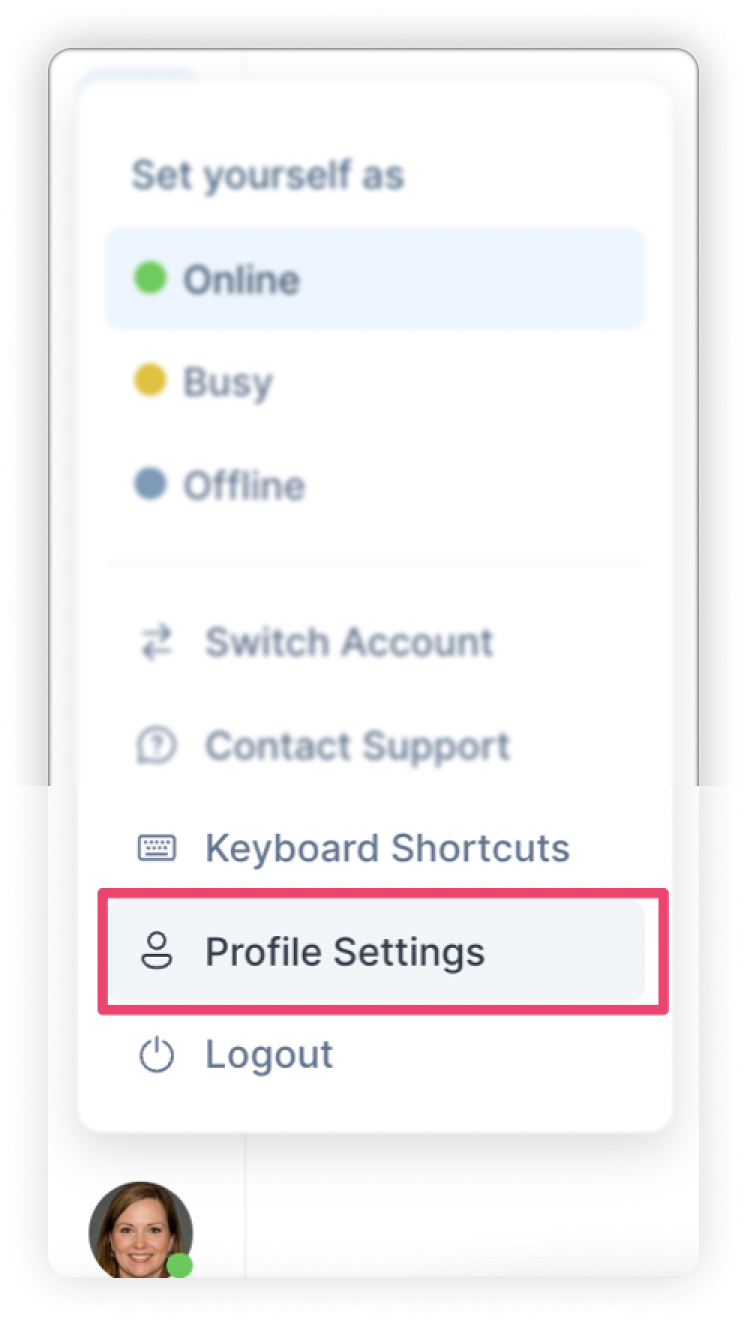 Set yourself as
Online
Busy
Offline
Switch Account
Contact Support
Keyboard Shortcuts
Profile Settings
Logout